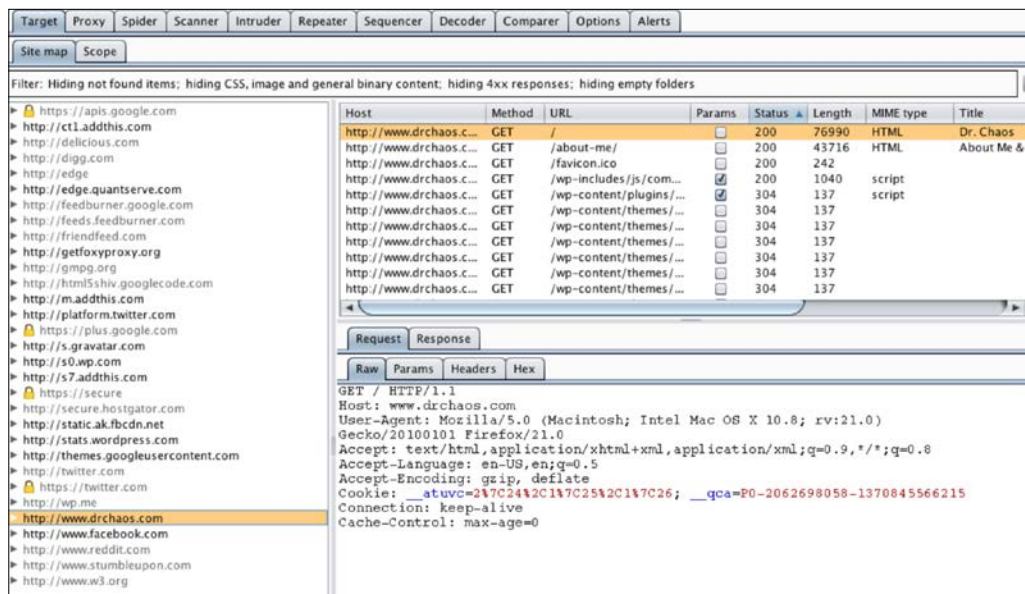 Target Proxy Spider Scanner Intruder Repeater Sequencer Decoder Comparer Options Alerts
Site map Scope
Filter: Hiding not found items; hiding CSS, image and general binary content; hiding 4xx responses; hiding empty folders
https://apis.google.com
http://ct1.addthis.com
http://delicious.com
http://digg.com
http://edge
http://edge.quantserve.com
http://feedburner.google.com
http://feeds.feedburner.com
http://friendfeed.com
http://getfoxyproxy.org
http://gmpg.org
http://html5shiv.googlecode.com
http://m.addthis.com
http://platform.twitter.com
https://plus.google.com
http://s.gravatar.com
http://s0.wp.com
http://s7.addthis.com
https://secure
http://secure.hostgator.com
http://static.ak.fbcdn.net
http://stats.wordpress.com
http://themes.googleusercontent.com
http://twitter.com
https://twitter.com
http://wp.me
http://www.drchaos.com
http://www.facebook.com
http://www.reddit.com
http://www.stumbleupon.com
http://www.w3.org
Host Method URL Params Status Length MIME type Title
http://www.drchaos.c... GET / 200 76990 HTML Dr. Chaos
http://www.drchaos.c... GET /about-me/ 200 43716 HTML About Me &
http://www.drchaos.c... GET /favicon.ico 200 242
http://www.drchaos.c... GET /wp-includes/js/com... 200 1040 script
http://www.drchaos.c... GET /wp-content/plugins/... 304 137 script
http://www.drchaos.c... GET /wp-content/themes/... 304 137
http://www.drchaos.c... GET /wp-content/themes/... 304 137
http://www.drchaos.c... GET /wp-content/themes/... 304 137
http://www.drchaos.c... GET /wp-content/themes/... 304 137
http://www.drchaos.c... GET /wp-content/themes/... 304 137
http://www.drchaos.c... GET /wp-content/themes/... 304 137
Request Response
Raw Params Headers Hex
GET / HTTP/1.1
Host: www.drchaos.com
User-Agent: Mozilla/5.0 (Macintosh; Intel Mac OS X 10.8; rv:21.0)
Gecko/20100101 Firefox/21.0
Accept: text/html,application/xhtml+xml,application/xml;q=0.9,*/*;q=0.8
Accept-Language: en-US,en;q=0.5
Accept-Encoding: gzip, deflate
Cookie: __atuvc=2%7C24%2C1%7C25%2C1%7C26; __qca=P0-2062698058-1370845566215
Connection: keep-alive
Cache-Control: max-age=0